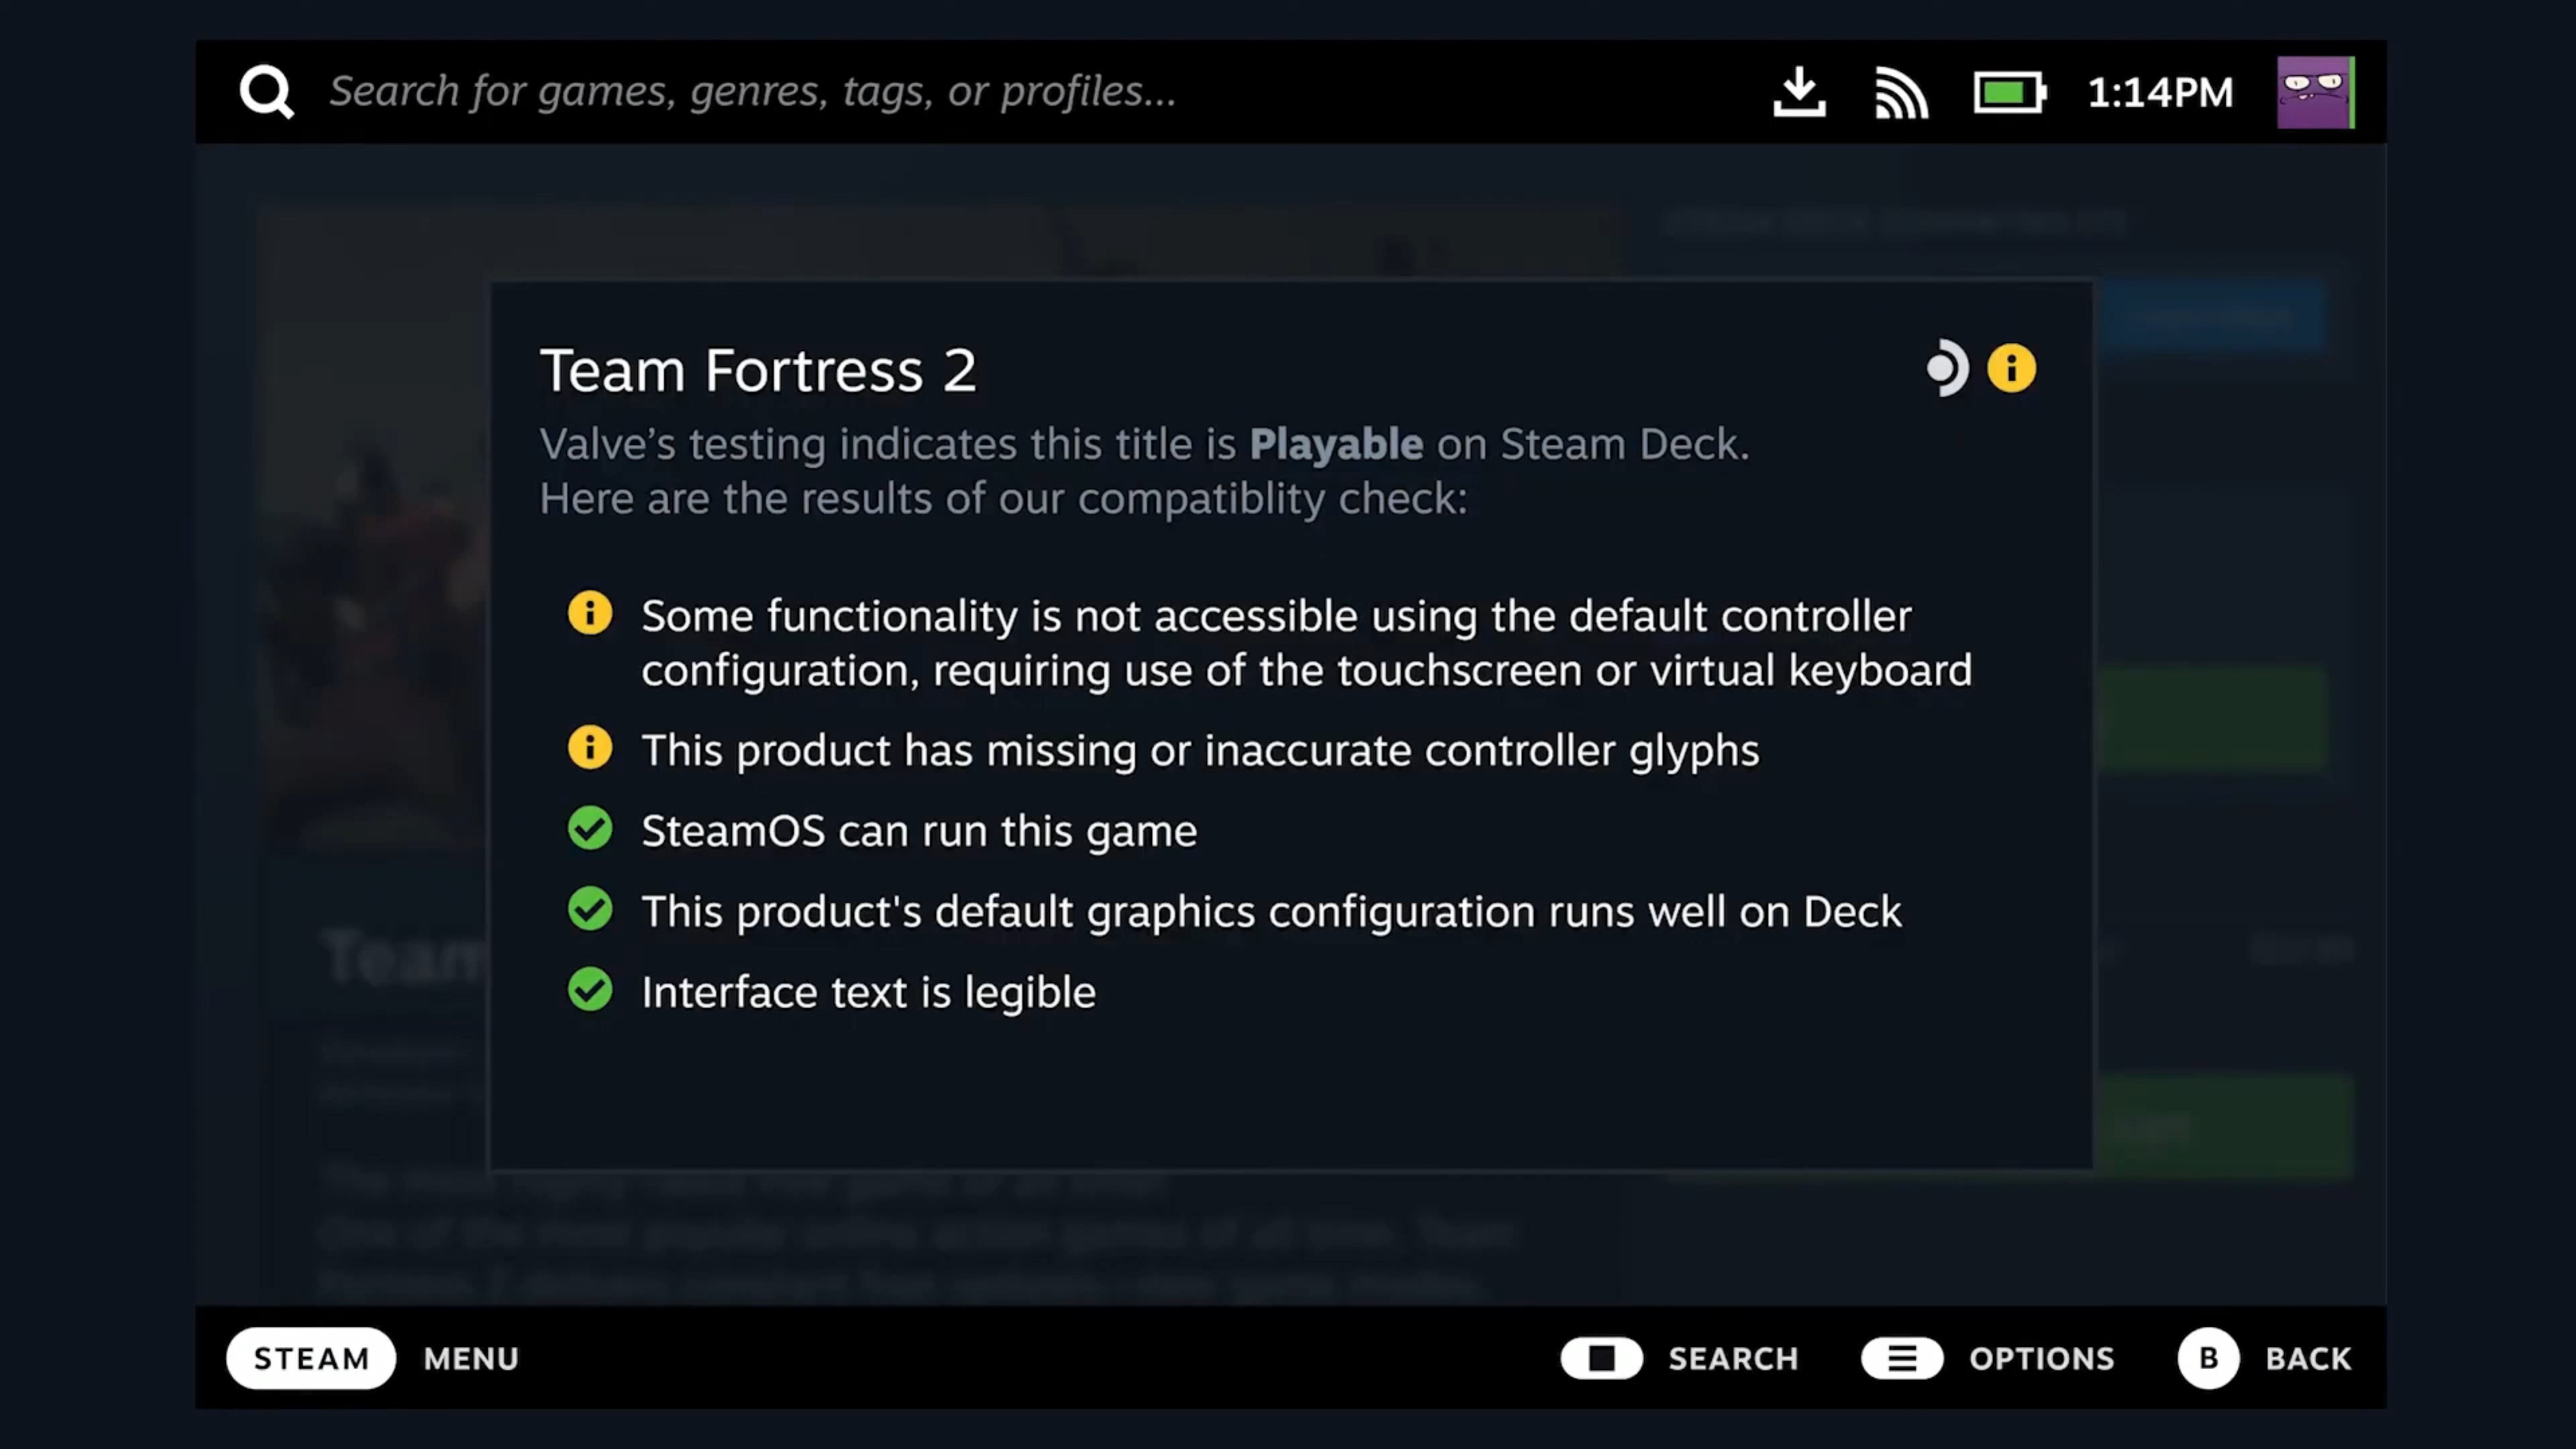 Search for games, genres, tags, or profiles...
1:14PM
Team Fortress 2
Valve's testing indicates this title is Playable on Steam Deck.
Here are the results of our compatiblity check:
Some functionality is not accessible using the default controller
configuration, requiring use of the touchscreen or virtual keyboard
This product has missing or inaccurate controller glyphs
SteamOS can run this game
This product's default graphics configuration runs well on Deck
Interface text is legible
Team
STEAM MENU
SEARCH
OPTIONS
B BACK